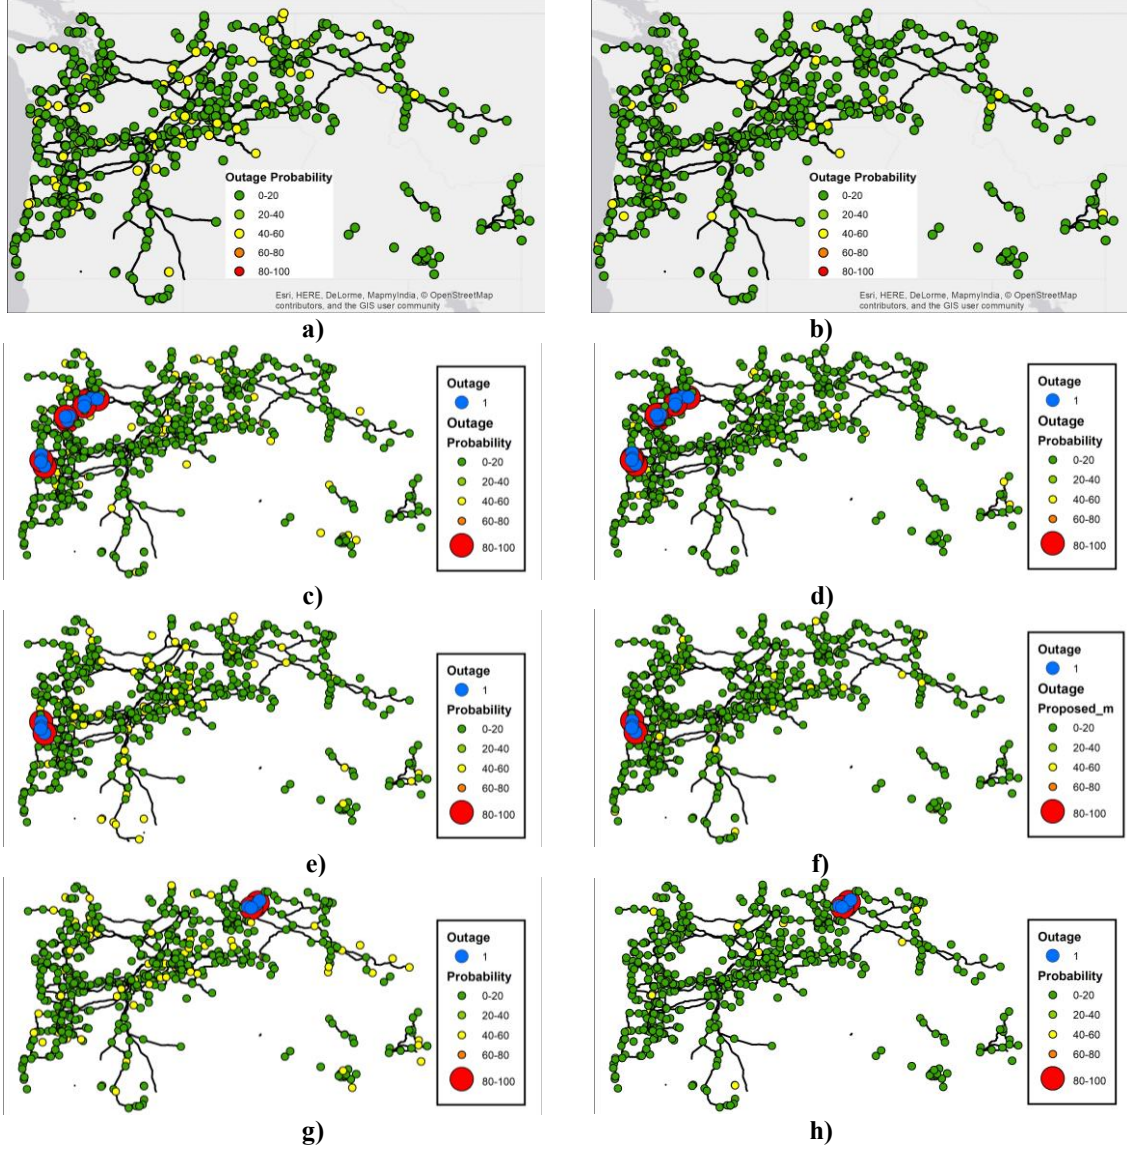 Outage Probability
0-20
20-40
40-60
60-80
80-100
Esri, HERE, DeLorme, MapmyIndia, © OpenStreetMap
contributors, and the GIS user community
a)
Outage Probability
0-20
20-40
40-60
60-80
80-100
Esri, HERE, DeLorme, MapmyIndia, © OpenStreetMap
contributors, and the GIS user community
b)
Outage
1
Outage
Probability
0-20
20-40
40-60
60-80
80-100
c)
Outage
1
Outage
Probability
0-20
20-40
40-60
60-80
80-100
d)
Outage
1
Outage
Probability
0-20
20-40
40-60
60-80
80-100
e)
Outage
1
Outage
Proposed_m
0-20
20-40
40-60
60-80
80-100
f)
Outage
1
Probability
0-20
20-40
40-60
60-80
80-100
g)
Outage
1
Probability
0-20
20-40
40-60
60-80
80-100
h)